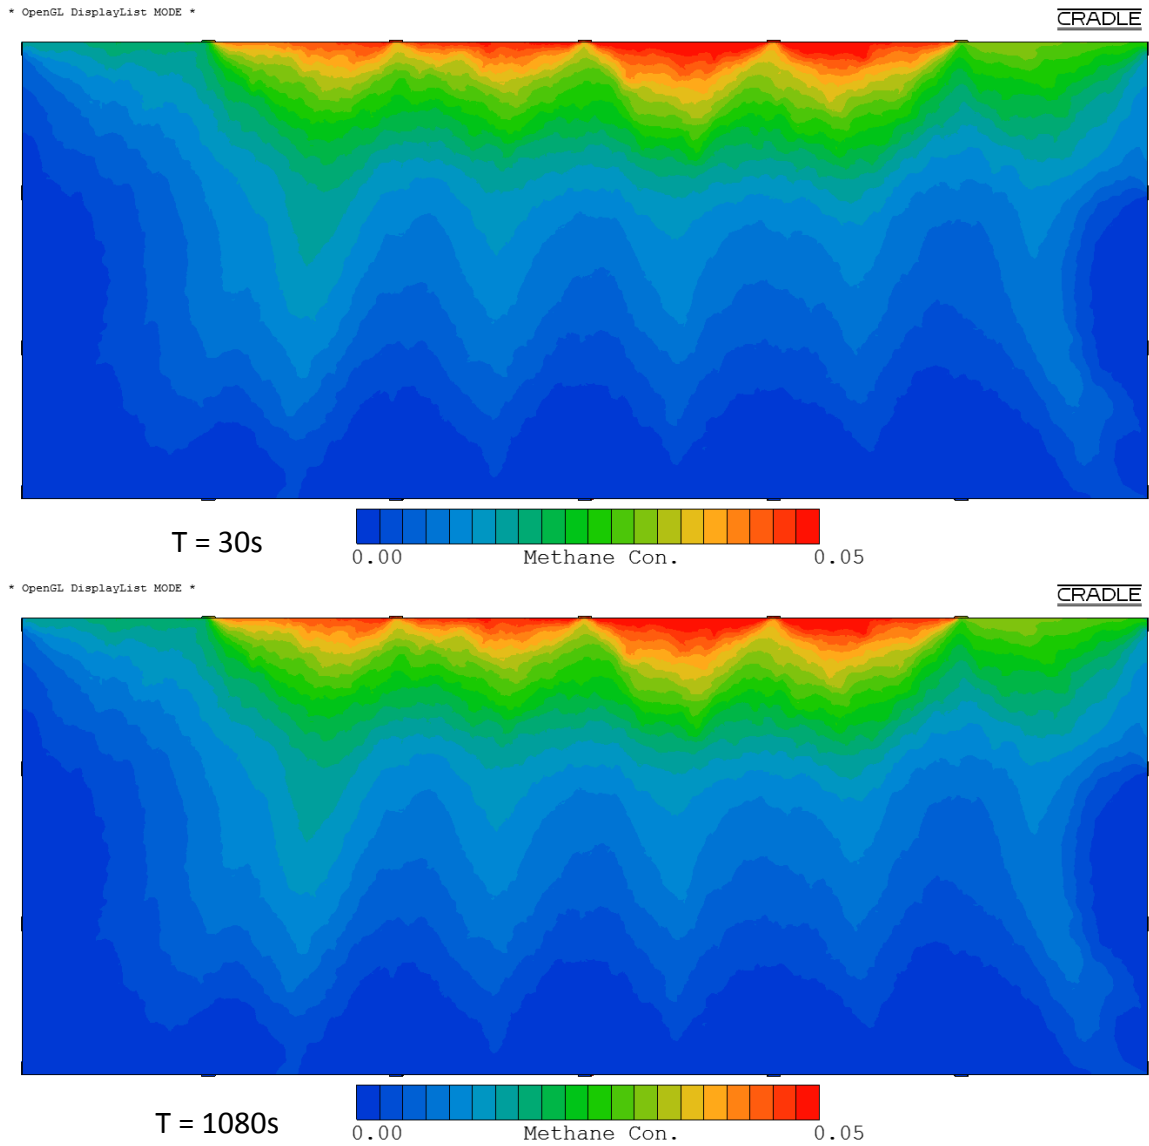 * OpenGL DisplayList MODE *
CRADLE
T = 30s
0.00 Methane Con. 0.05
* OpenGL DisplayList MODE *
CRADLE
T = 1080s
0.00 Methane Con. 0.05